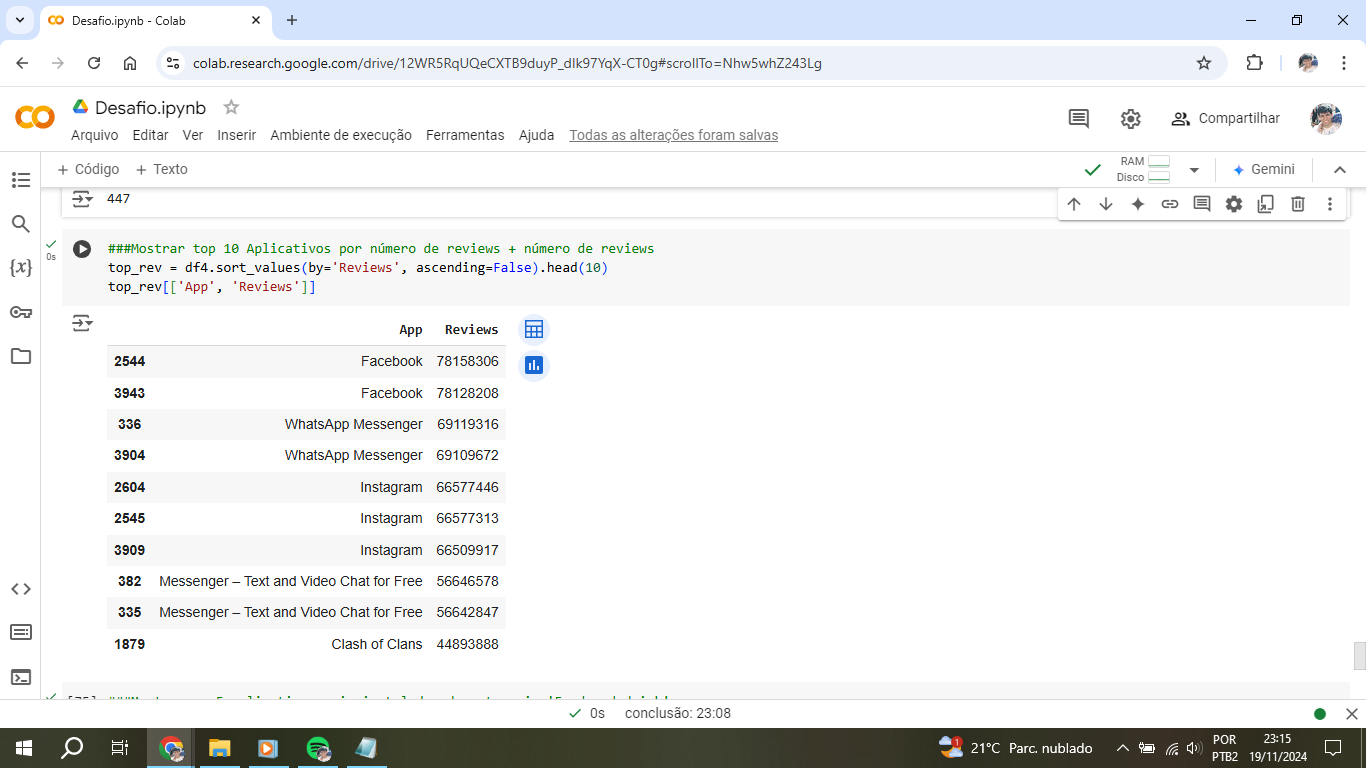 Desafio.ipynb - Colab
colab.research.google.com/drive/12WR5RqUQeCXTB9duyP_dIk97YqX-CT0g#scrollTo=Nhw5whZ243Lg
Desafio.ipynb
Arquivo Editar Ver Inserir Ambiente de execução Ferramentas Ajuda Todas as alterações foram salvas
Compartilhar
+ Código + Texto
RAM
Disco
Gemini
447
0s
###Mostrar top 10 Aplicativos por número de reviews + número de reviews
top_rev = df4.sort_values(by='Reviews', ascending=False).head(10)
top_rev[['App', 'Reviews']]
App Reviews
2544 Facebook 78158306
3943 Facebook 78128208
336 WhatsApp Messenger 69119316
3904 WhatsApp Messenger 69109672
2604 Instagram 66577446
2545 Instagram 66577313
3909 Instagram 66509917
382 Messenger – Text and Video Chat for Free 56646578
335 Messenger – Text and Video Chat for Free 56642847
1879 Clash of Clans 44893888
0s conclusão: 23:08
21°C Parc. nublado
POR
PTB2
23:15
19/11/2024